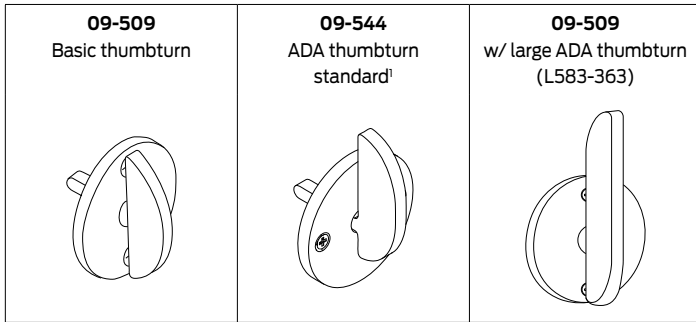 09-509
Basic thumbturn
09-544
ADA thumbturn
standard¹
09-509
w/ large ADA thumbturn
(L583-363)